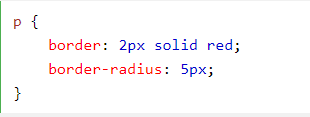 p {
    border: 2px solid red;
    border-radius: 5px;
}